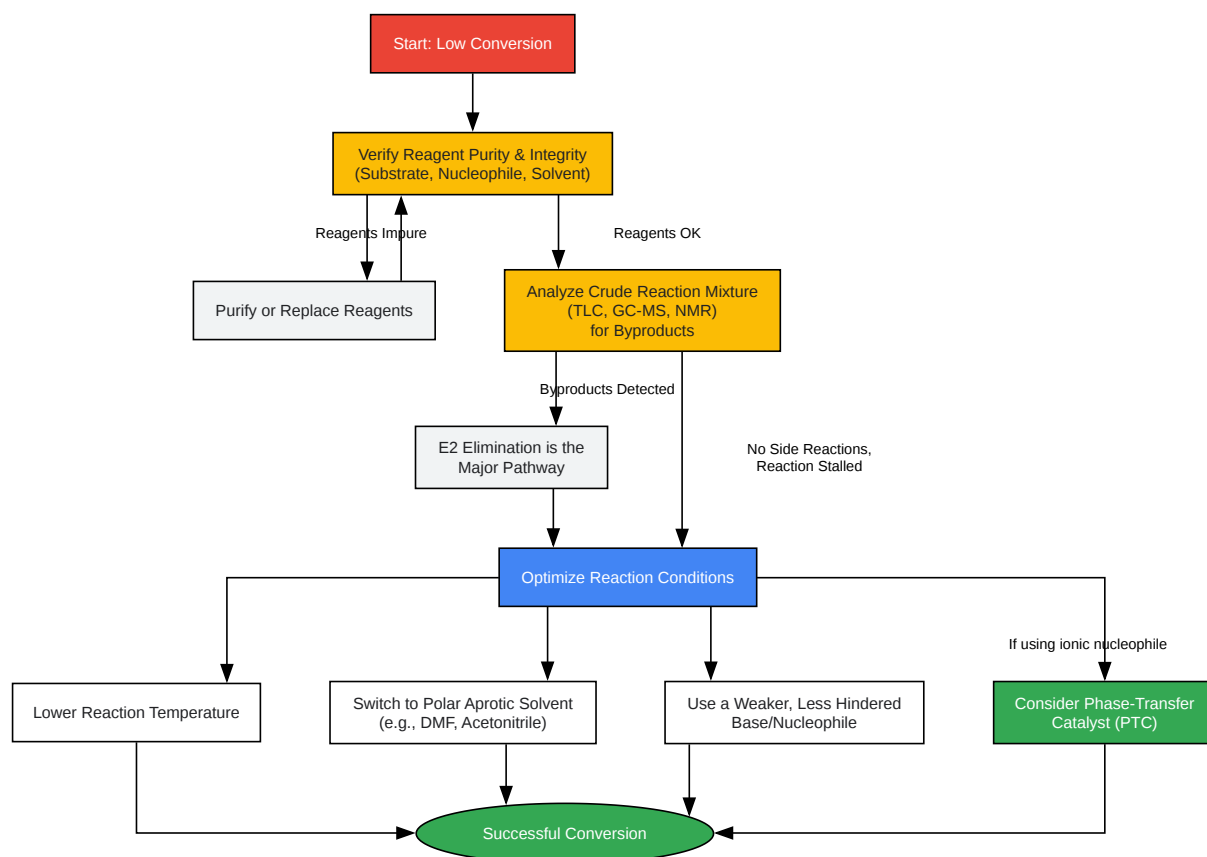 Start: Low Conversion
Verify Reagent Purity & Integrity
(Substrate, Nucleophile, Solvent)
Reagents Impure
Reagents OK
Purify or Replace Reagents
Analyze Crude Reaction Mixture
(TLC, GC-MS, NMR)
for Byproducts
Byproducts Detected
E2 Elimination is the
Major Pathway
No Side Reactions,
Reaction Stalled
Optimize Reaction Conditions
If using ionic nucleophile
Lower Reaction Temperature
Switch to Polar Aprotic Solvent
(e.g., DMF, Acetonitrile)
Use a Weaker, Less Hindered
Base/Nucleophile
Consider Phase-Transfer
Catalyst (PTC)
Successful Conversion